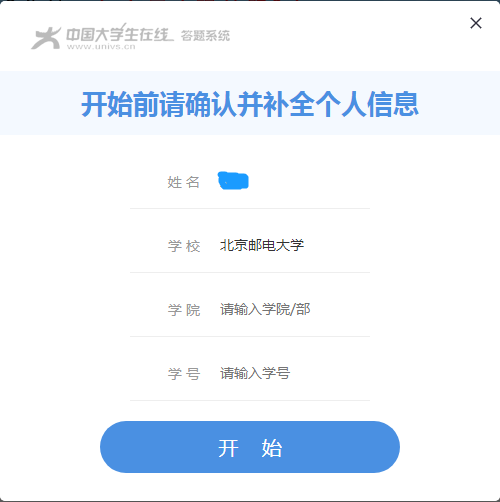 中国大学生在线 答题系统
www.univs.cn
开始前请确认并补全个人信息
姓名
学校 北京邮电大学
学院 请输入学院/部
学号 请输入学号
开 始